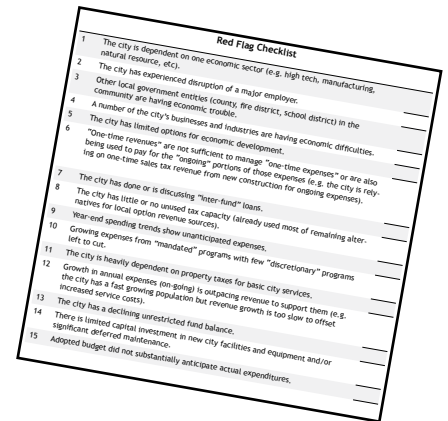 Red Flag Checklist
1 The city is dependent on one economic sector (e.g. high tech, manufacturing,
natural resource, etc).
2 The city has experienced disruption of a major employer.
3 Other local government entities (county, fire district, school district) in the
community are having economic trouble.
4 A number of the city's businesses and industries are having economic difficulties.
5 The city has limited options for economic development.
6 "One-time revenues" are not sufficient to manage "one-time expenses" or are also
being used to pay for the "ongoing" portions of those expenses (e.g. the city is rely-
ing on one-time sales tax revenue from new construction for ongoing expenses).
7 The city has done or is discussing "inter-fund" loans.
8 The city has little or no unused tax capacity (already used most of remaining alter-
natives for local option revenue sources).
9 Year-end spending trends show unanticipated expenses.
10 Growing expenses from "mandated" programs with few "discretionary" programs
left to cut.
11 The city is heavily dependent on property taxes for basic city services.
12 Growth in annual expenses (on-going) is outpacing revenue to support them (e.g.
the city has a fast growing population but revenue growth is too slow to offset
increased service costs).
13 The city has a declining unrestricted fund balance.
14 There is limited capital investment in new city facilities and equipment and/or
significant deferred maintenance.
15 Adopted budget did not substantially anticipate actual expenditures.